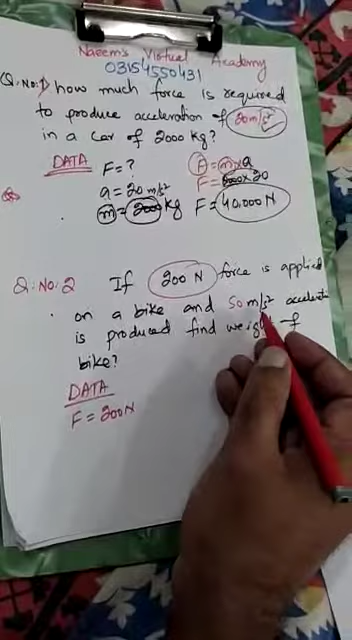 Naeem's Virtual Academy
03154550431
Q.No:1) how much force is required
to produce acceleration of 20m/s²
in a car of 2000 kg?
DATA
F=?
a = 20 m/s²
m = 2000 kg
F = m x a
F = 2000 x 20
F = 40,000 N
Q.No.2 If 200 N force is applied
on a bike and 50 m/s²
is produced find weight of
bike?
DATA
F = 200N